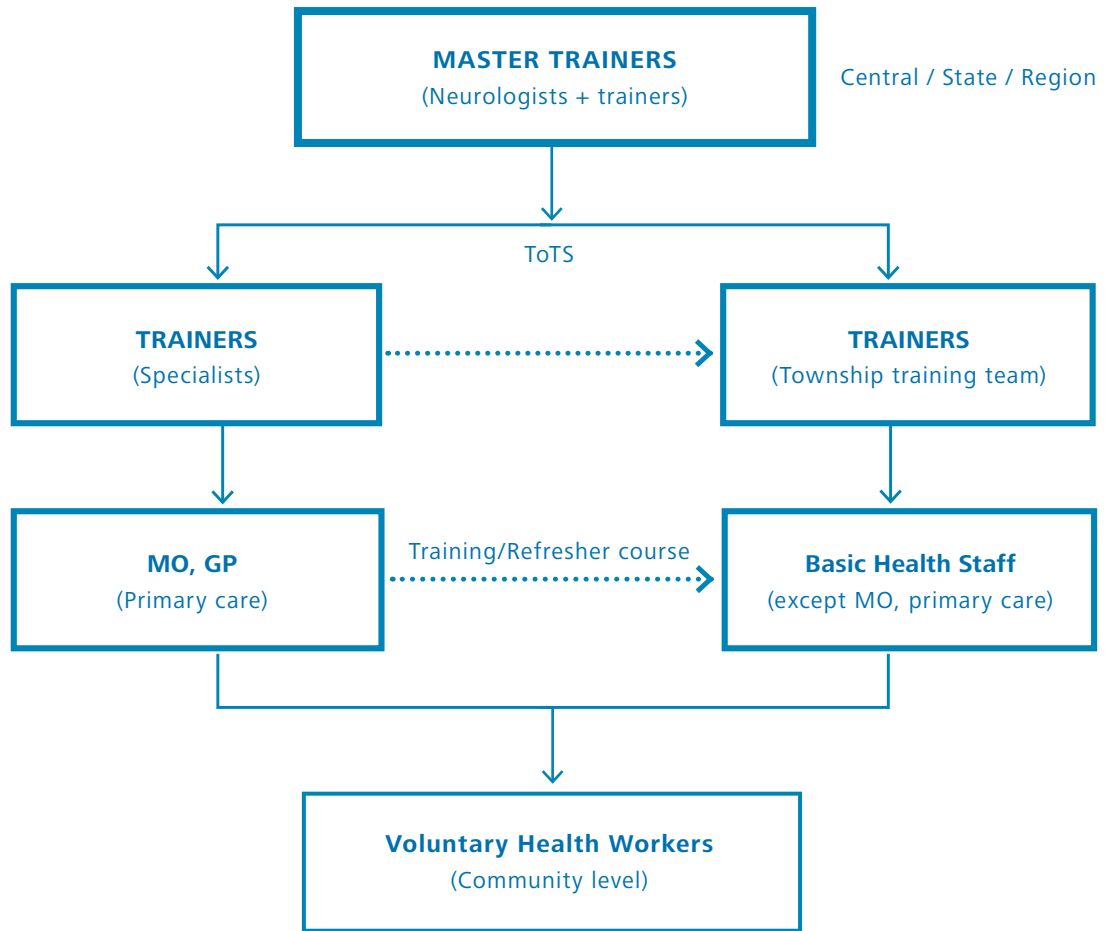 MASTER TRAINERS
(Neurologists + trainers)
Central / State / Region
ToTS
TRAINERS
(Specialists)
TRAINERS
(Township training team)
MO, GP
(Primary care)
Training/Refresher course
Basic Health Staff
(except MO, primary care)
Voluntary Health Workers
(Community level)